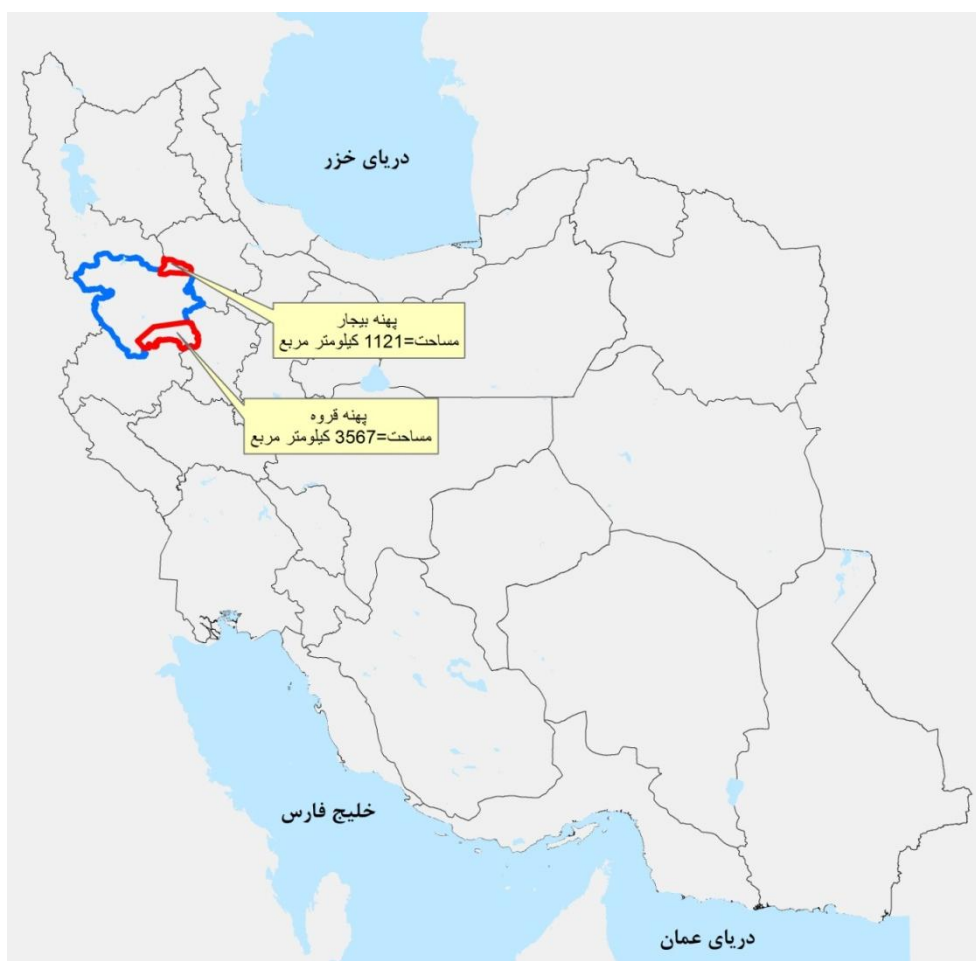 دریای خزر
پهنه بیجار
مساحت=1121 کیلومتر مربع
پهنه قروه
مساحت=3567 کیلومتر مربع
خلیج فارس
دریای عمان